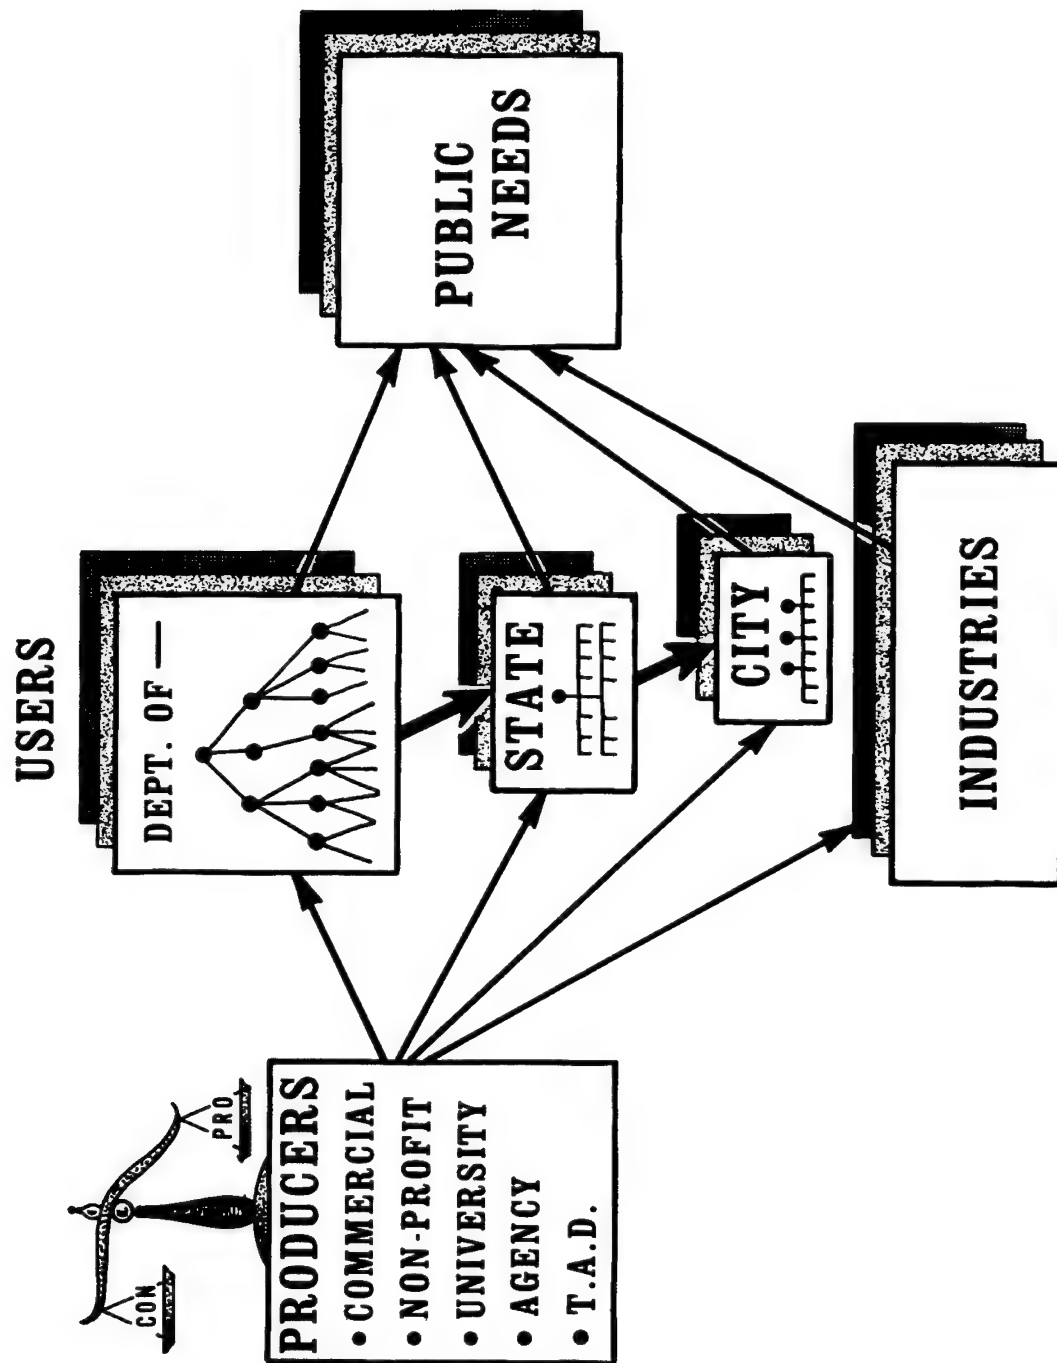 USERS
CON
PRO
PRODUCERS
• COMMERCIAL
• NON-PROFIT
• UNIVERSITY
• AGENCY
• T.A.D.
DEPT. OF —
STATE
CITY
INDUSTRIES
PUBLIC
NEEDS